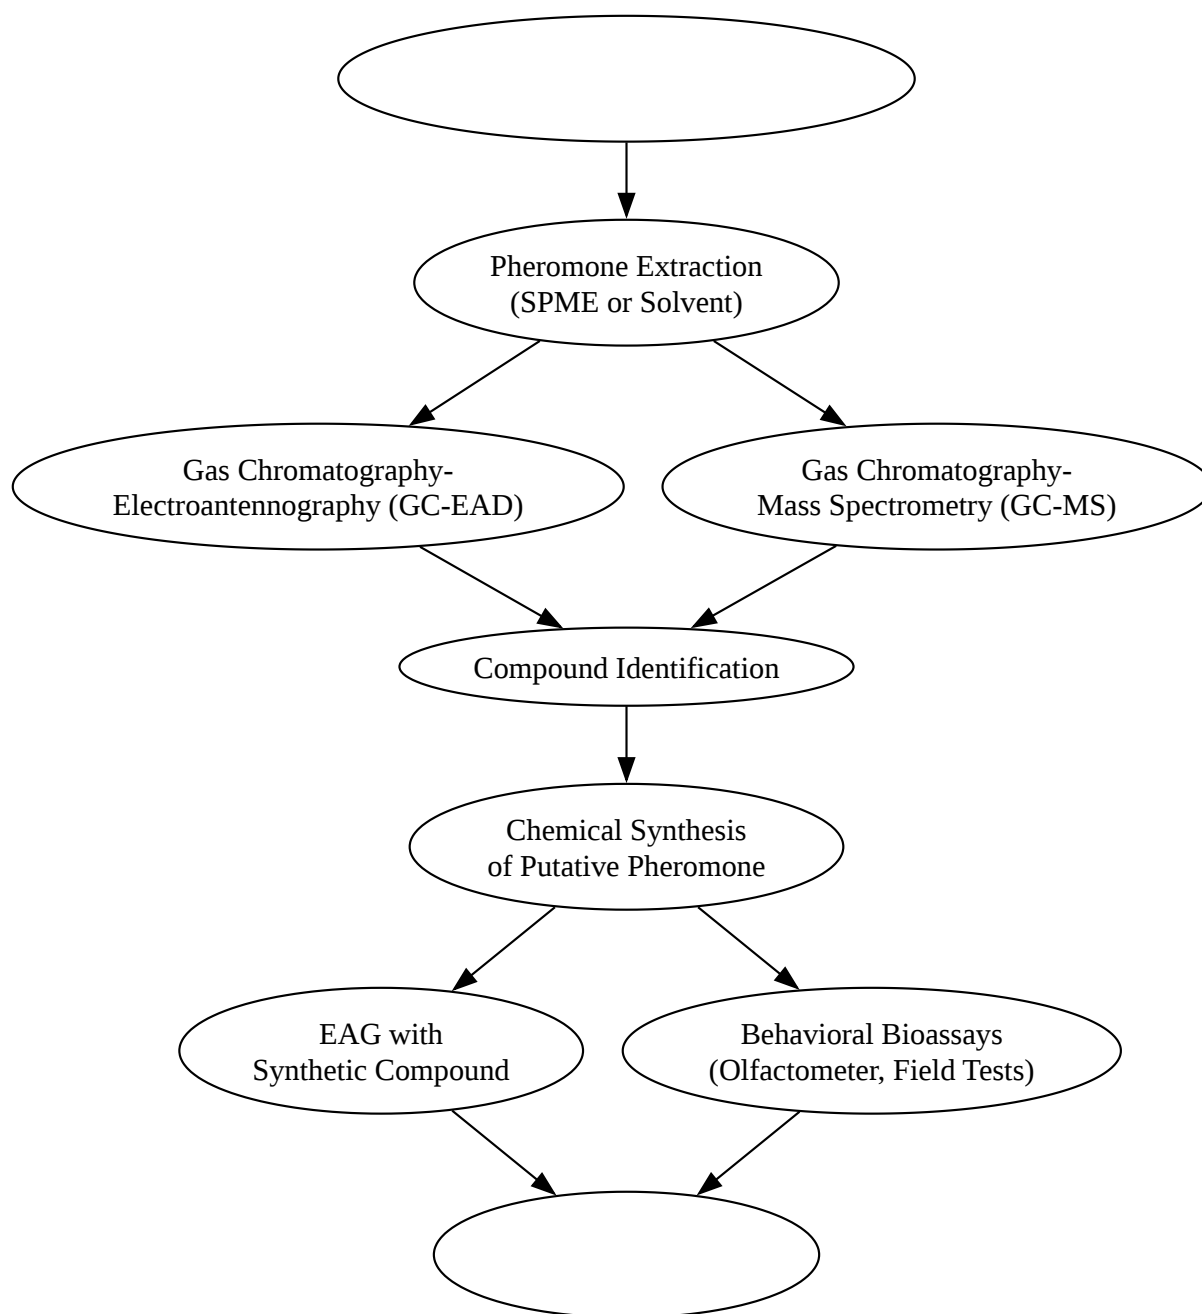 Pheromone Extraction
(SPME or Solvent)
Gas Chromatography-
Electroantennography (GC-EAD)
Gas Chromatography-
Mass Spectrometry (GC-MS)
Compound Identification
Chemical Synthesis
of Putative Pheromone
EAG with
Synthetic Compound
Behavioral Bioassays
(Olfactometer, Field Tests)